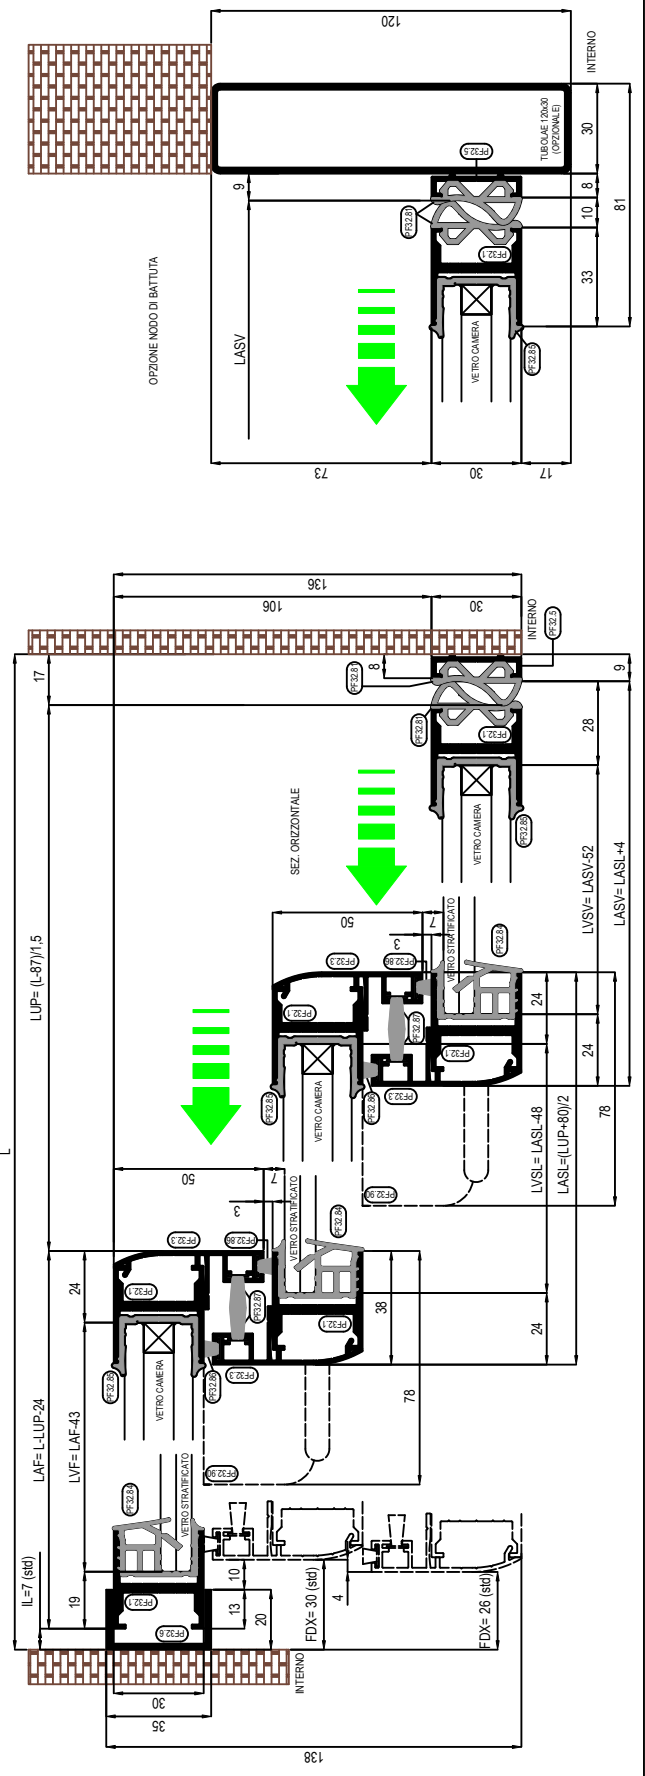 120
INTERNO
TUBOLAE 120x30
(OPZIONALE)
30
PF32.5
9
8
PF32.81
10
81
PF32.1
33
OPZIONE NODO DI BATTUTA
LASV
VETRO CAMERA
PF32.85
73
30
17
136
106
30
INTERNO
PF32.5
17
8
PF32.81
9
PF32.81
PF32.1
28
L
LUP= (L-87)/1,5
SEZ. ORIZZONTALE
VETRO CAMERA
PF32.85
LVSV= LASV-52
LASV= LASL+4
50
7
3
VETRO STRATIFICATO
PF32.84
PF32.3
PF32.86
PF32.1
PF32.87
PF32.1
24
24
PF32.85
VETRO CAMERA
PF32.86
PF32.3
78
PF32.90
LVSL= LASL-48
LASL=(LUP+80)/2
50
7
3
VETRO STRATIFICATO
PF32.84
PF32.3
PF32.86
24
PF32.1
PF32.87
PF32.1
38
24
PF32.85
VETRO CAMERA
PF32.86
PF32.3
78
LAF= L-LUP-24
LVF= LAF-43
PF32.90
VETRO STRATIFICATO
PF32.84
IL=7 (std)
19
PF32.1
PF32.6
10
13
20
FDX= 30 (std)
4
FDX= 26 (std)
INTERNO
30
35
138